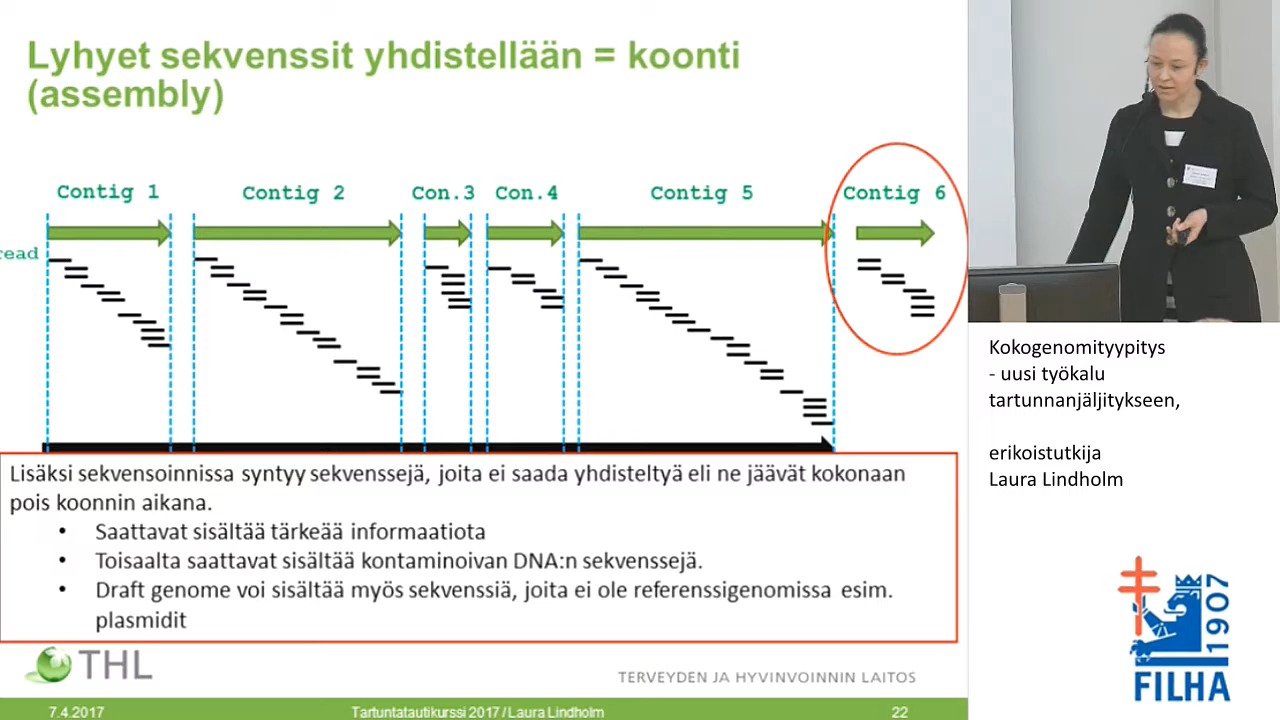 Lyhyet sekvenssit yhdistellään = koonti
(assembly)
Contig 1 Contig 2 Con.3 Con.4 Contig 5 Contig 6
read
Lisäksi sekvensoinnissa syntyy sekvenssejä, joita ei saada yhdisteltyä eli ne jäävät kokonaan
pois koonnin aikana.
• Saattavat sisältää tärkeää informaatiota
• Toisaalta saattavat sisältää kontaminoivan DNA:n sekvenssejä.
• Draft genome voi sisältää myös sekvenssiä, joita ei ole referenssigenomissa esim.
plasmidit
THL
TERVEYDEN JA HYVINVOINNIN LAITOS
7.4.2017 Tartuntatautikurssi 2017 / Laura Lindholm 22
Kokogenomityypitys
- uusi työkalu
tartunnanjäljitykseen,
erikoistutkija
Laura Lindholm
1907
FILHA